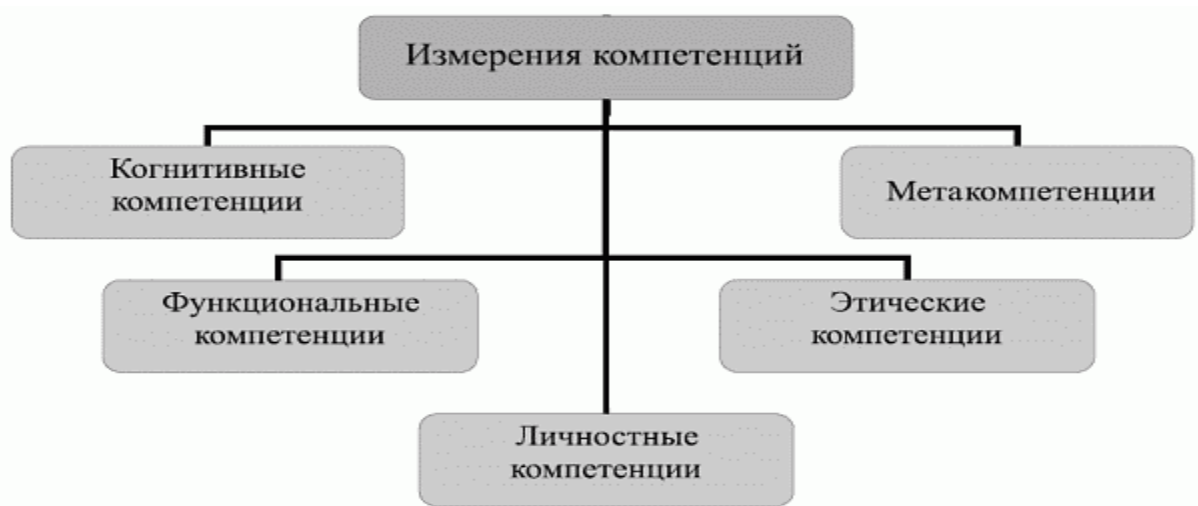 Измерения компетенций
Когнитивные
компетенции
Метакомпетенции
Функциональные
компетенции
Этические
компетенции
Личностные
компетенции